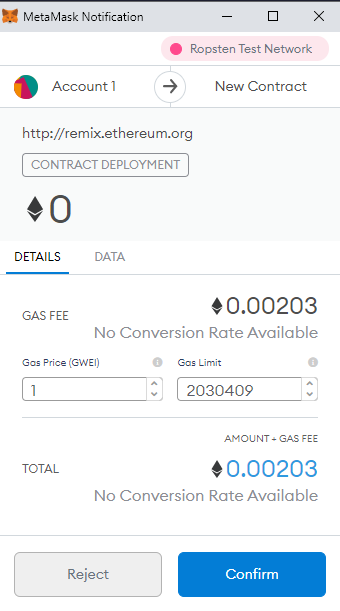 MetaMask Notification
Ropsten Test Network
Account 1 New Contract
http://remix.ethereum.org
CONTRACT DEPLOYMENT
0
DETAILS DATA
GAS FEE 0.00203
No Conversion Rate Available
Gas Price (GWEI) Gas Limit
1 2030409
AMOUNT + GAS FEE
TOTAL 0.00203
No Conversion Rate Available
Reject Confirm